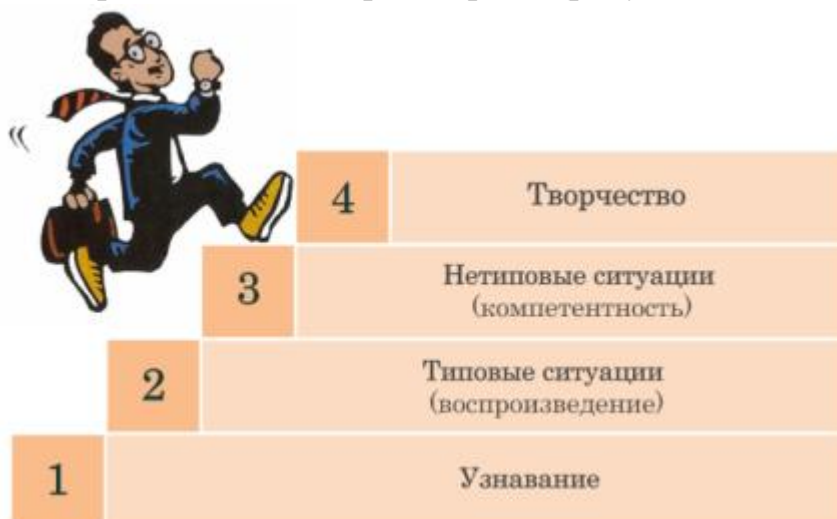 4 Творчество
3 Нетиповые ситуации
(компетентность)
2 Типовые ситуации
(воспроизведение)
1 Узнавание